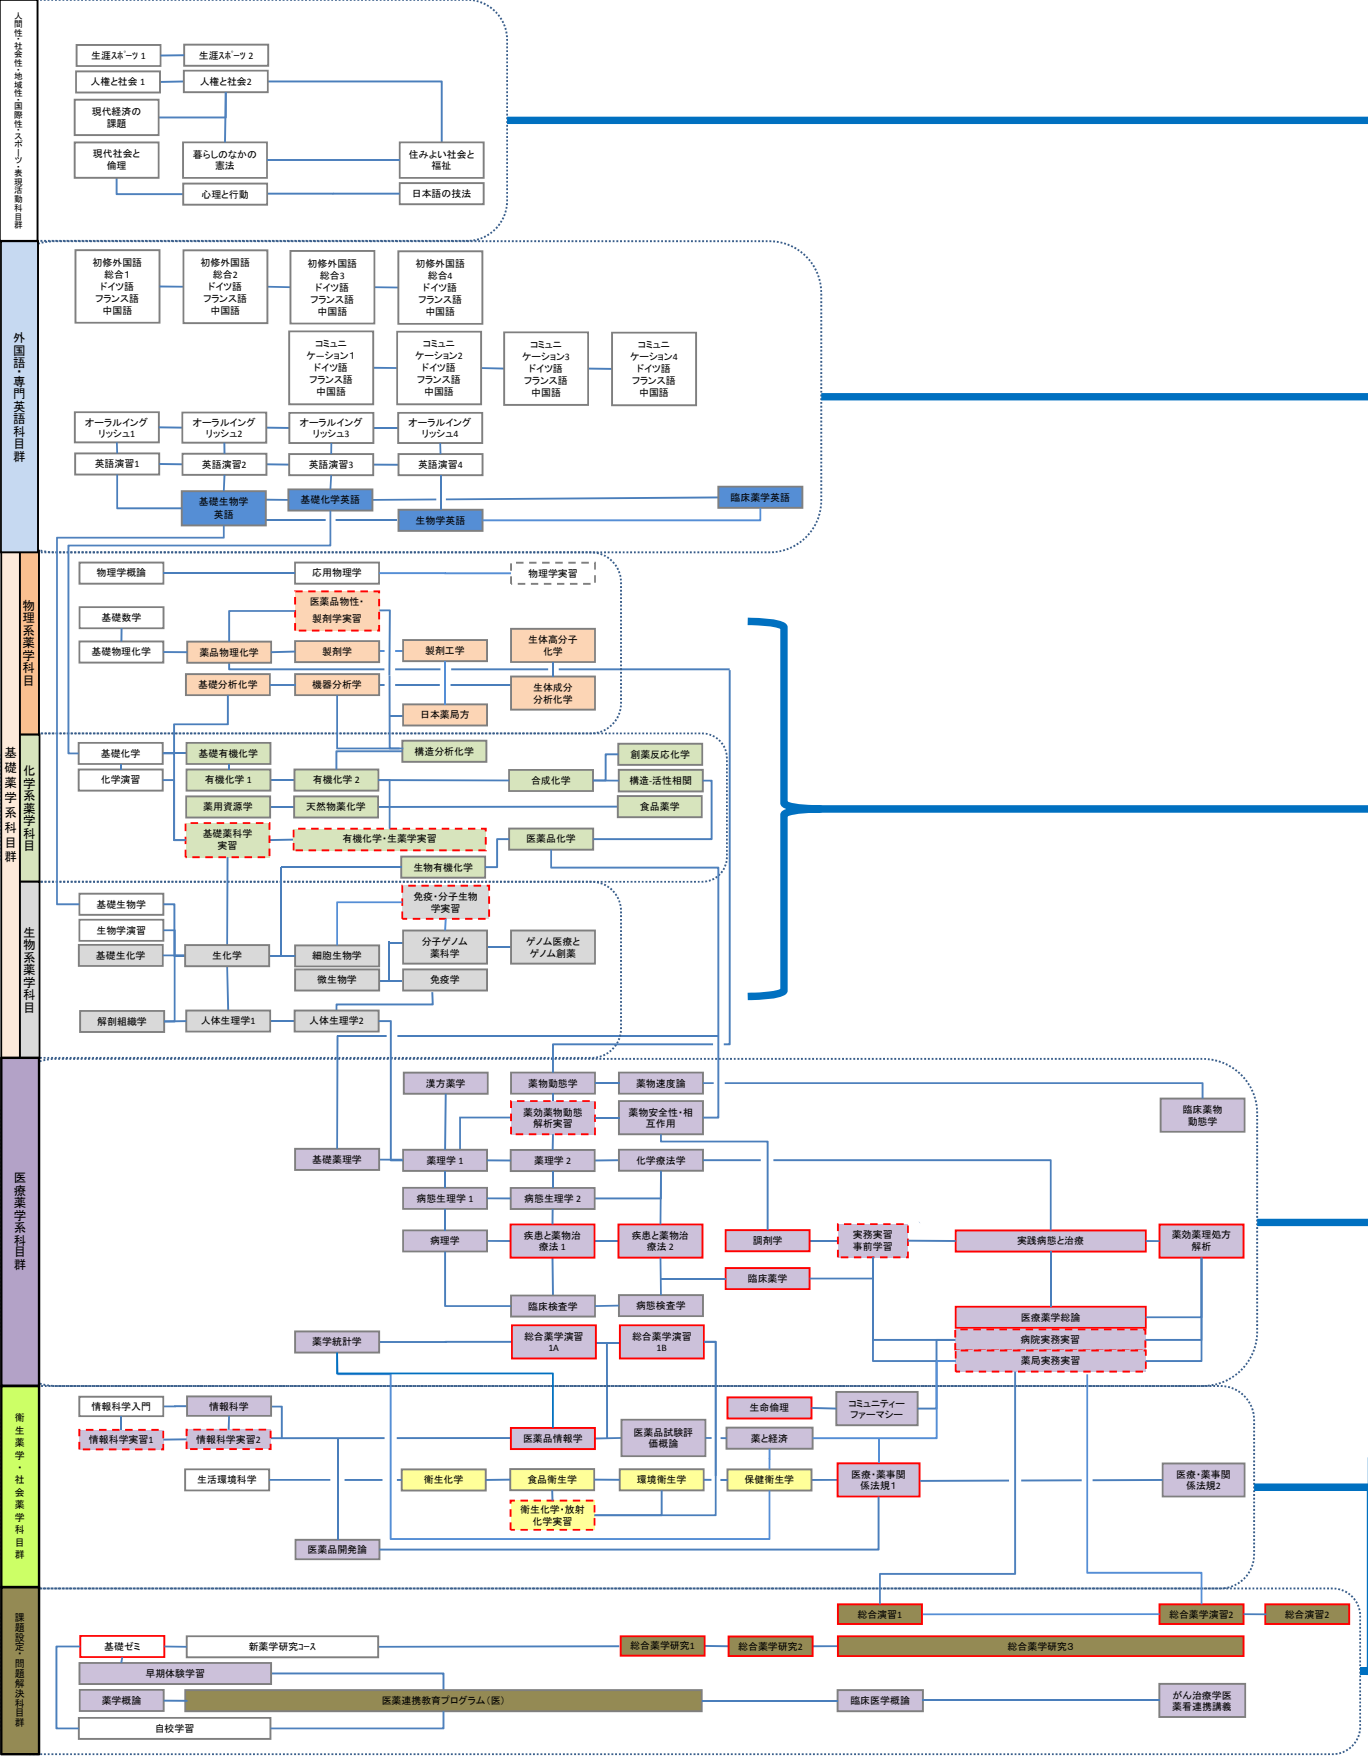 人間性・社会性・地域性・国際性・スポーツ・表現活動科目群
生涯スポーツ 1
生涯スポーツ 2
人権と社会 1
人権と社会2
現代経済の
課題
現代社会と
倫理
暮らしのなかの
憲法
住みよい社会と
福祉
心理と行動
日本語の技法
外国語・専門英語科目群
初修外国語
総合1
ドイツ語
フランス語
中国語
初修外国語
総合2
ドイツ語
フランス語
中国語
初修外国語
総合3
ドイツ語
フランス語
中国語
初修外国語
総合4
ドイツ語
フランス語
中国語
コミュニ
ケーション1
ドイツ語
フランス語
中国語
コミュニ
ケーション2
ドイツ語
フランス語
中国語
コミュニ
ケーション3
ドイツ語
フランス語
中国語
コミュニ
ケーション4
ドイツ語
フランス語
中国語
オーラルイング
リッシュ1
オーラルイング
リッシュ2
オーラルイング
リッシュ3
オーラルイング
リッシュ4
英語演習1
英語演習2
英語演習3
英語演習4
基礎生物学
英語
基礎化学英語
生物学英語
臨床薬学英語
基礎薬学系科目群
物理系薬学科目
物理学概論
応用物理学
物理学実習
基礎数学
医薬品物性・
製剤学実習
基礎物理化学
薬品物理化学
製剤学
製剤工学
生体高分子
化学
基礎分析化学
機器分析学
生体成分
分析化学
日本薬局方
化学系薬学科目
基礎化学
基礎有機化学
構造分析化学
創薬反応化学
化学演習
有機化学 1
有機化学 2
合成化学
構造-活性相関
薬用資源学
天然物薬化学
食品薬学
基礎薬科学
実習
有機化学・生薬学実習
医薬品化学
生物有機化学
生物系薬学科目
基礎生物学
免疫・分子生物
学実習
生物学演習
基礎生化学
生化学
細胞生物学
分子ゲノム
薬科学
ゲノム医療と
ゲノム創薬
微生物学
免疫学
解剖組織学
人体生理学1
人体生理学2
医療薬学系科目群
漢方薬学
薬物動態学
薬物速度論
臨床薬物
動態学
薬効薬物動態
解析実習
薬物安全性・相
互作用
基礎薬理学
薬理学 1
薬理学 2
化学療法学
病態生理学 1
病態生理学 2
病理学
疾患と薬物治
療法 1
疾患と薬物治
療法 2
調剤学
実務実習
事前学習
実践病態と治療
薬効薬理処方
解析
臨床薬学
臨床検査学
病態検査学
医療薬学総論
薬学統計学
総合薬学演習
1A
総合薬学演習
1B
病院実務実習
薬局実務実習
衛生薬学・社会薬学科目群
情報科学入門
情報科学
生命倫理
コミュニティー
ファーマシー
情報科学実習1
情報科学実習2
医薬品情報学
医薬品試験評
価概論
薬と経済
生活環境科学
衛生化学
食品衛生学
環境衛生学
保健衛生学
医療・薬事関
係法規1
医療・薬事関
係法規2
衛生化学・放射
化学実習
医薬品開発論
課題設定・問題解決科目群
総合演習1
総合薬学演習2
総合演習2
基礎ゼミ
新薬学研究コース
総合薬学研究1
総合薬学研究2
総合薬学研究３
早期体験学習
薬学概論
医薬連携教育プログラム（医）
臨床医学概論
がん治療学医
薬看連携講義
自校学習